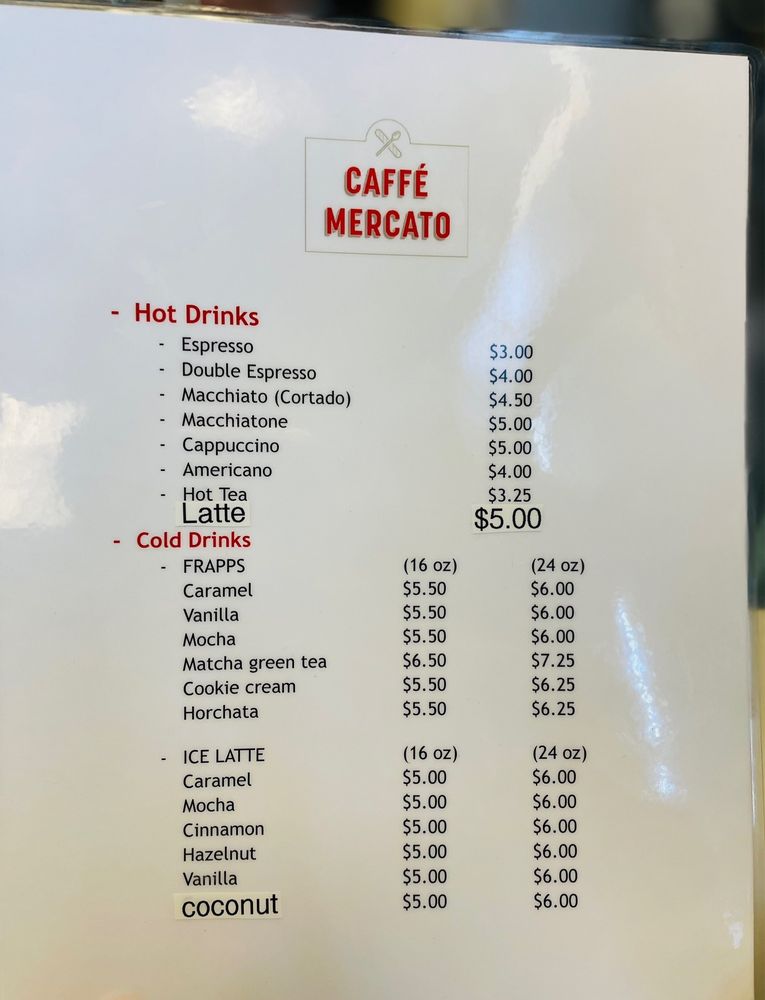 CAFFÉ
MERCATO
- Hot Drinks
- Espresso $3.00
- Double Espresso $4.00
- Macchiato (Cortado) $4.50
- Macchiatone $5.00
- Cappuccino $5.00
- Americano $4.00
- Hot Tea $3.25
Latte $5.00
- Cold Drinks
- FRAPPS (16 oz) (24 oz)
Caramel $5.50 $6.00
Vanilla $5.50 $6.00
Mocha $5.50 $6.00
Matcha green tea $6.50 $7.25
Cookie cream $5.50 $6.25
Horchata $5.50 $6.25
- ICE LATTE (16 oz) (24 oz)
Caramel $5.00 $6.00
Mocha $5.00 $6.00
Cinnamon $5.00 $6.00
Hazelnut $5.00 $6.00
Vanilla $5.00 $6.00
coconut $5.00 $6.00